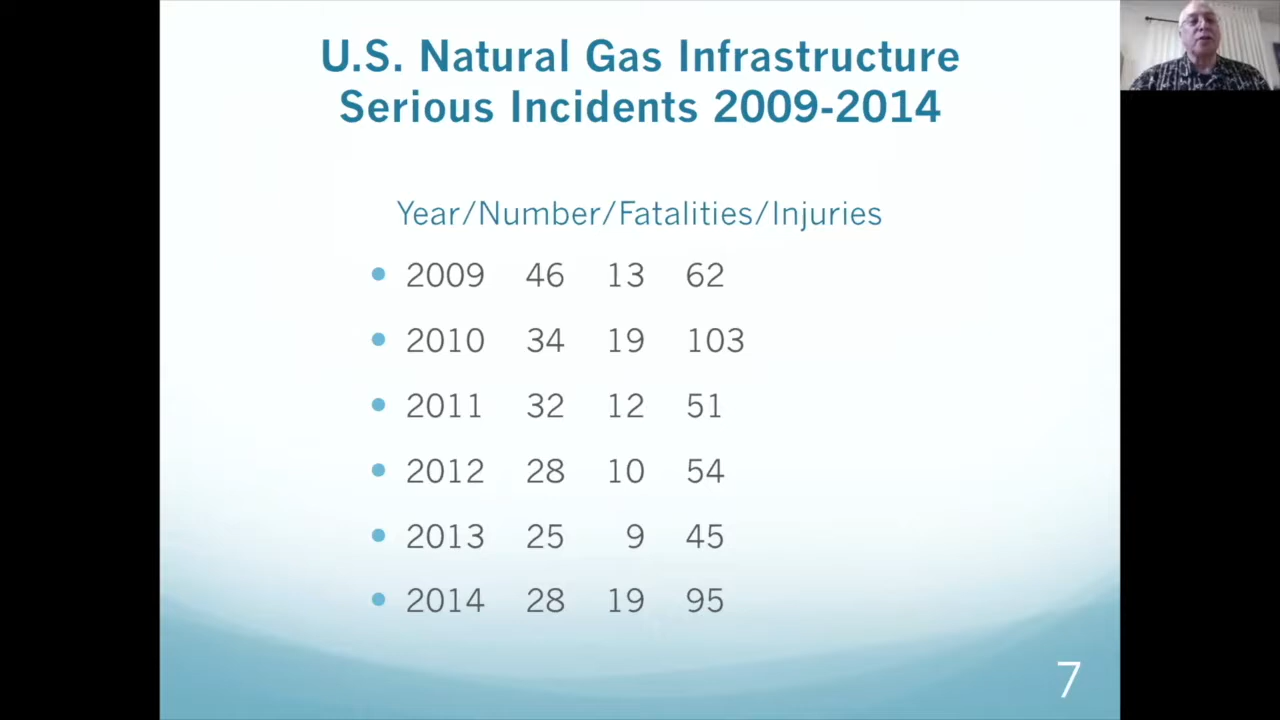 U.S. Natural Gas Infrastructure
Serious Incidents 2009-2014
Year/Number/Fatalities/Injuries
• 2009 46 13 62
• 2010 34 19 103
• 2011 32 12 51
• 2012 28 10 54
• 2013 25 9 45
• 2014 28 19 95
7